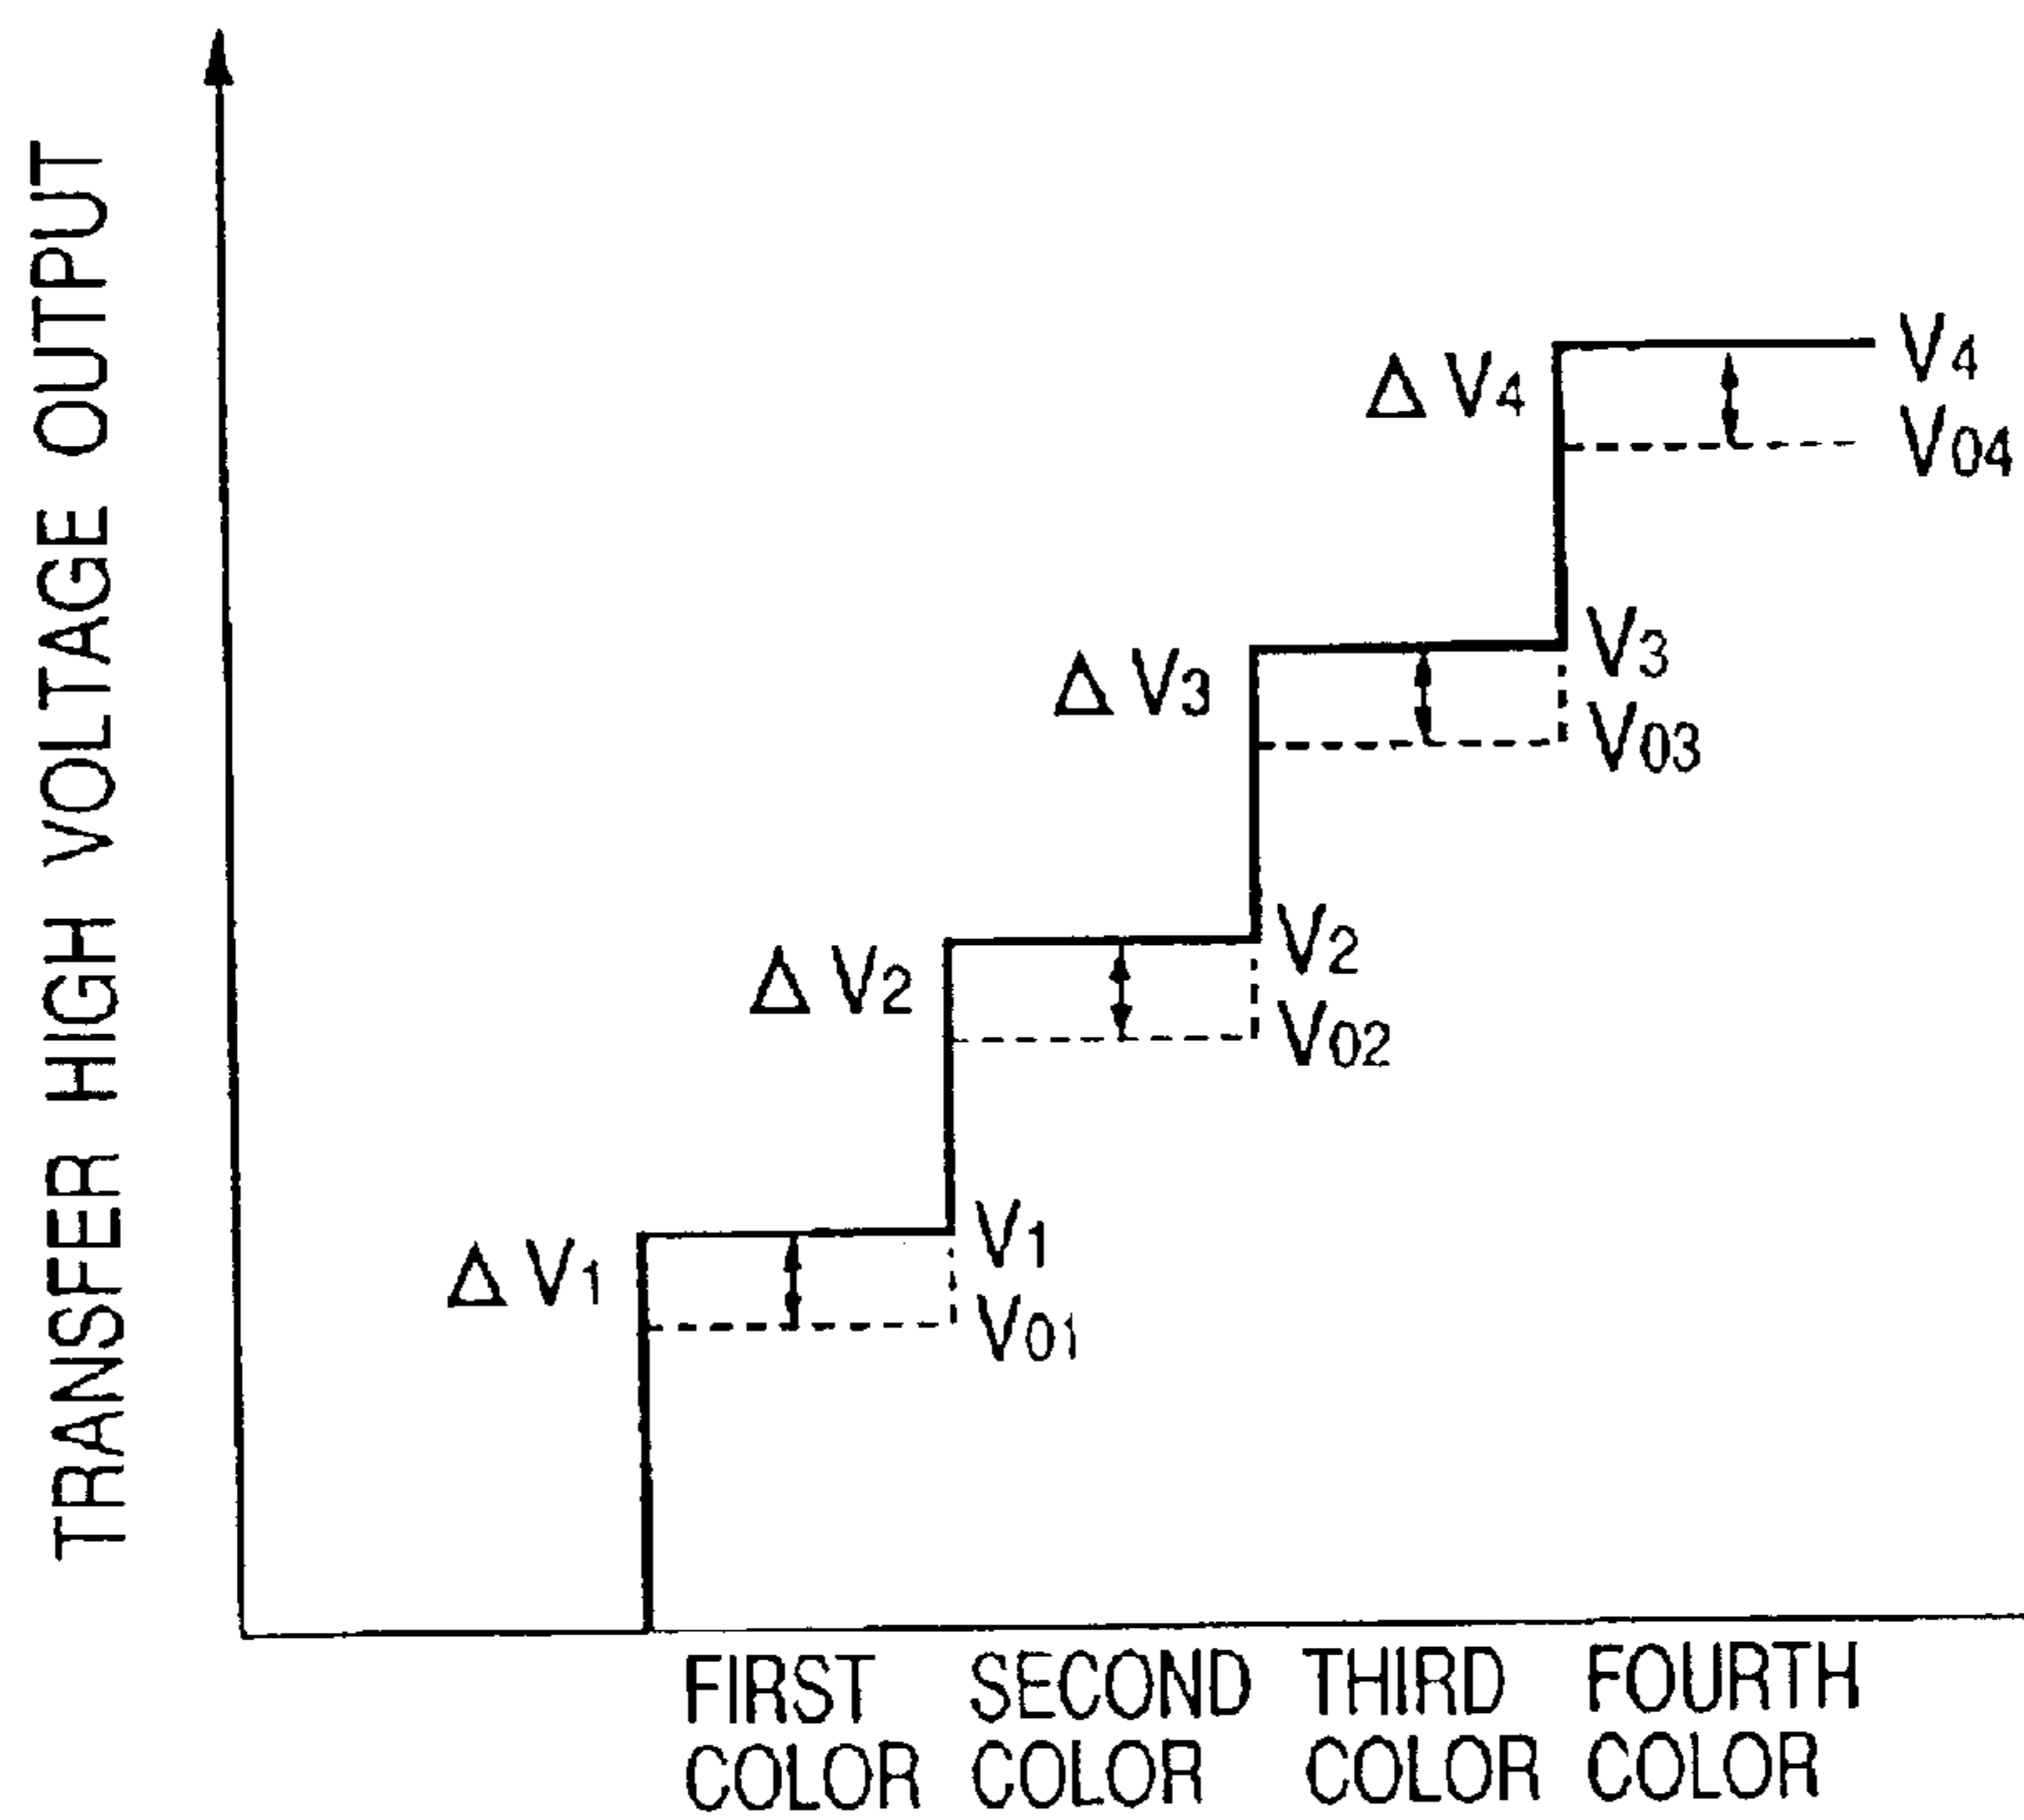 TRANSFER HIGH VOLTAGE OUTPUT
V4
ΔV4
V04
V3
ΔV3
V03
V2
ΔV2
V02
V1
ΔV1
V01
FIRST SECOND THIRD FOURTH
COLOR COLOR COLOR COLOR